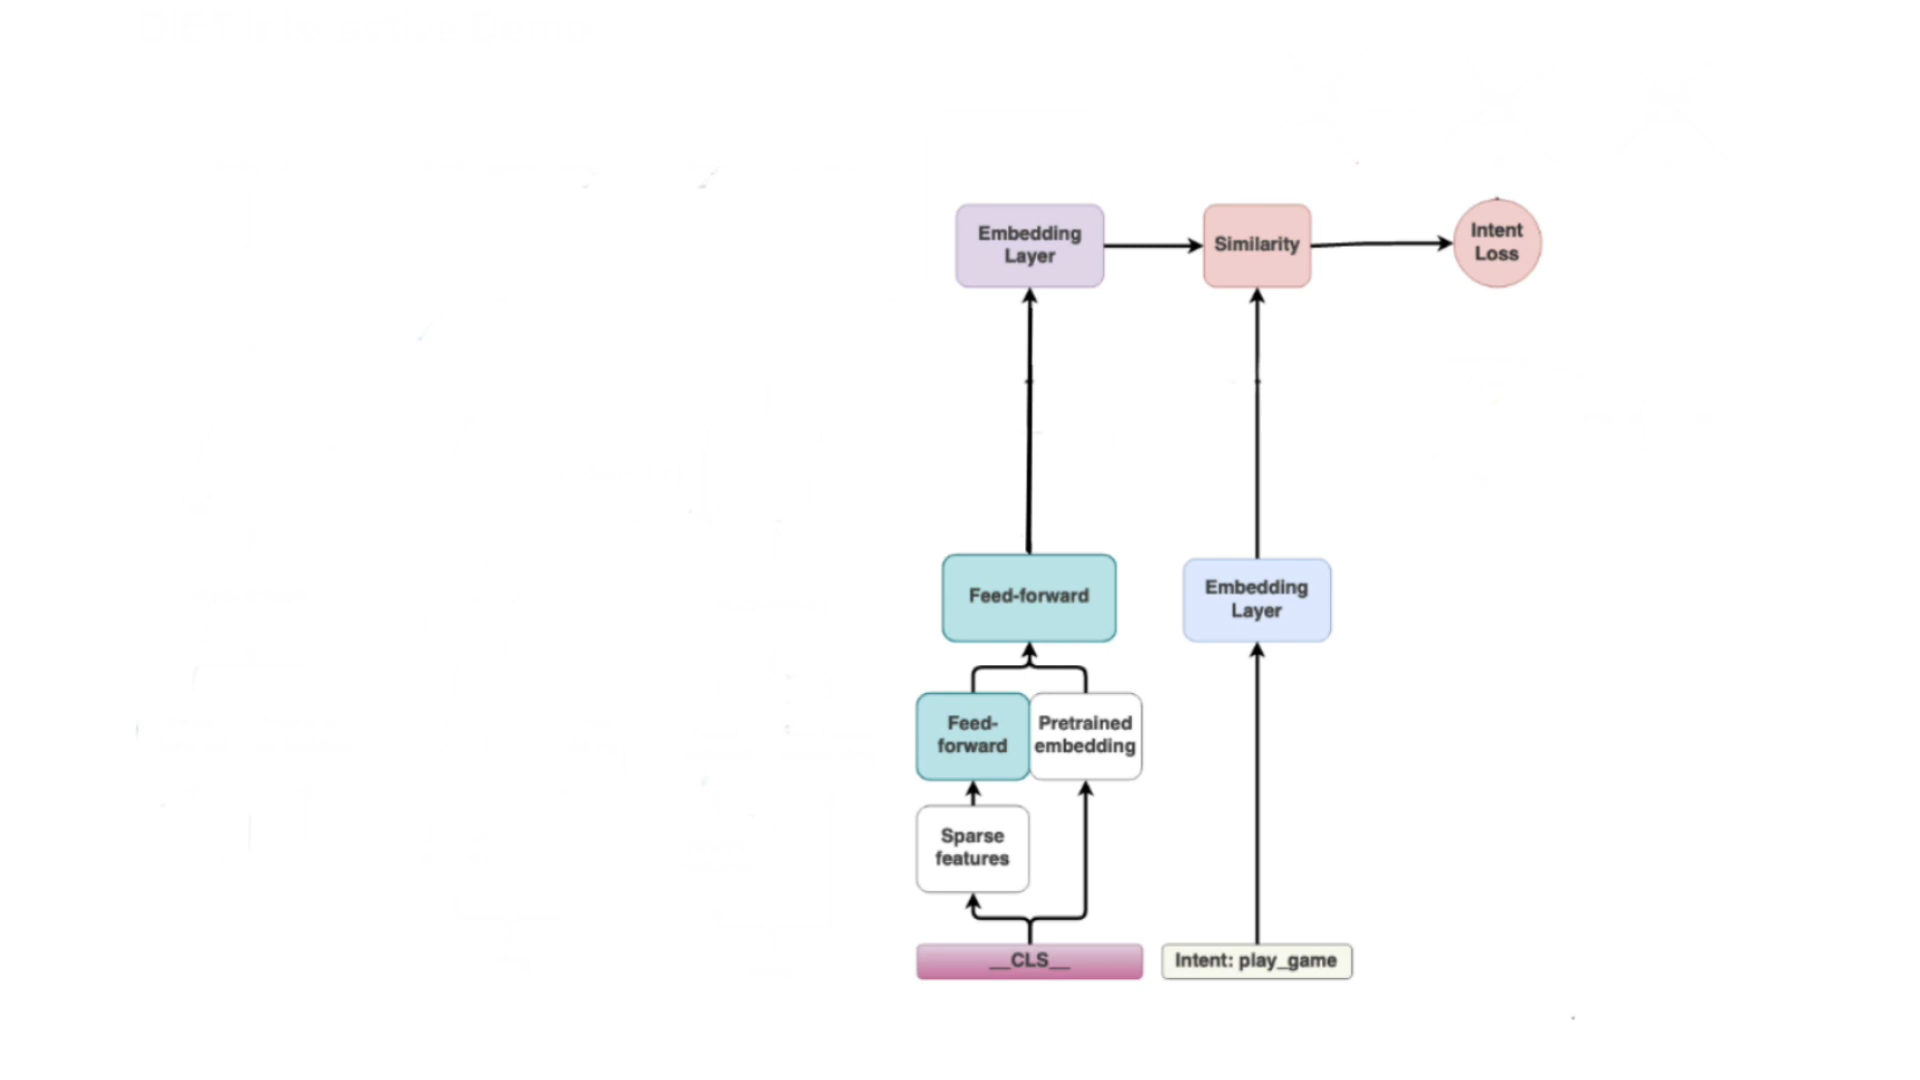 Embedding
Layer
Similarity
Intent
Loss
Feed-forward
Embedding
Layer
Feed-
forward
Pretrained
embedding
Sparse
features
__CLS__
Intent: play_game